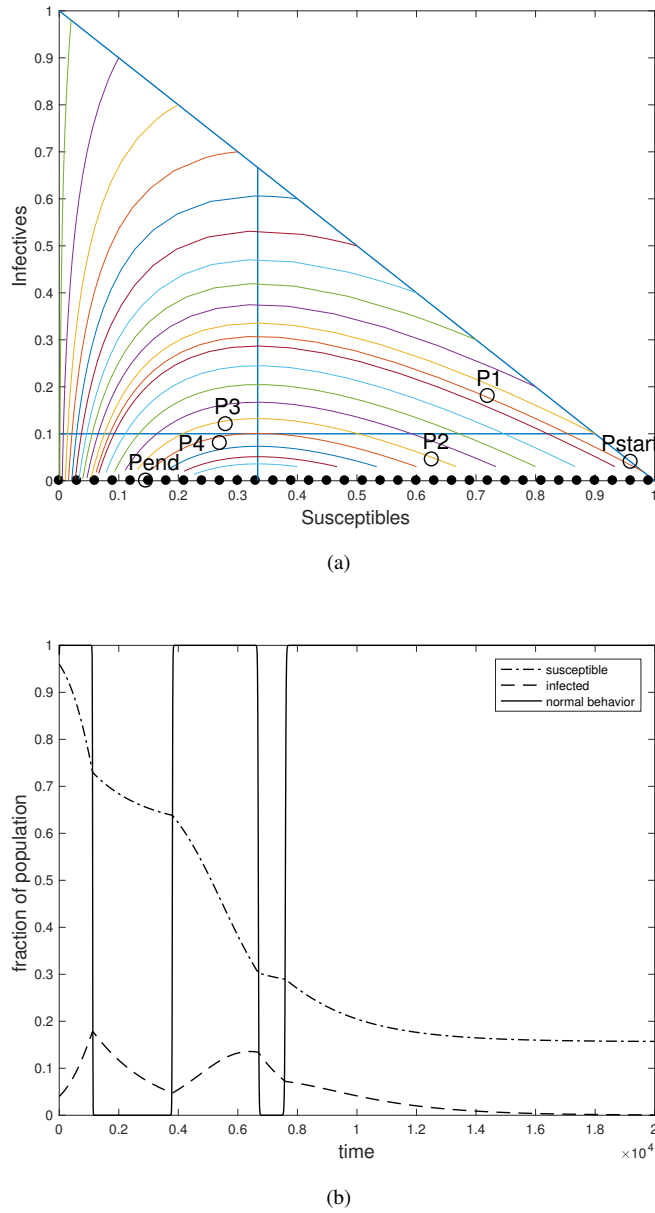 1
0.9
0.8
0.7
0.6
0.5
0.4
0.3
0.2
0.1
0
Infectives
P1
P3
P4
P2
Pstart
Pend
0 0.1 0.2 0.3 0.4 0.5 0.6 0.7 0.8 0.9 1
Susceptibles
(a)
1
0.9
0.8
0.7
0.6
0.5
0.4
0.3
0.2
0.1
0
fraction of population
susceptible
infected
normal behavior
0 0.2 0.4 0.6 0.8 1 1.2 1.4 1.6 1.8 2
time
×10⁴
(b)